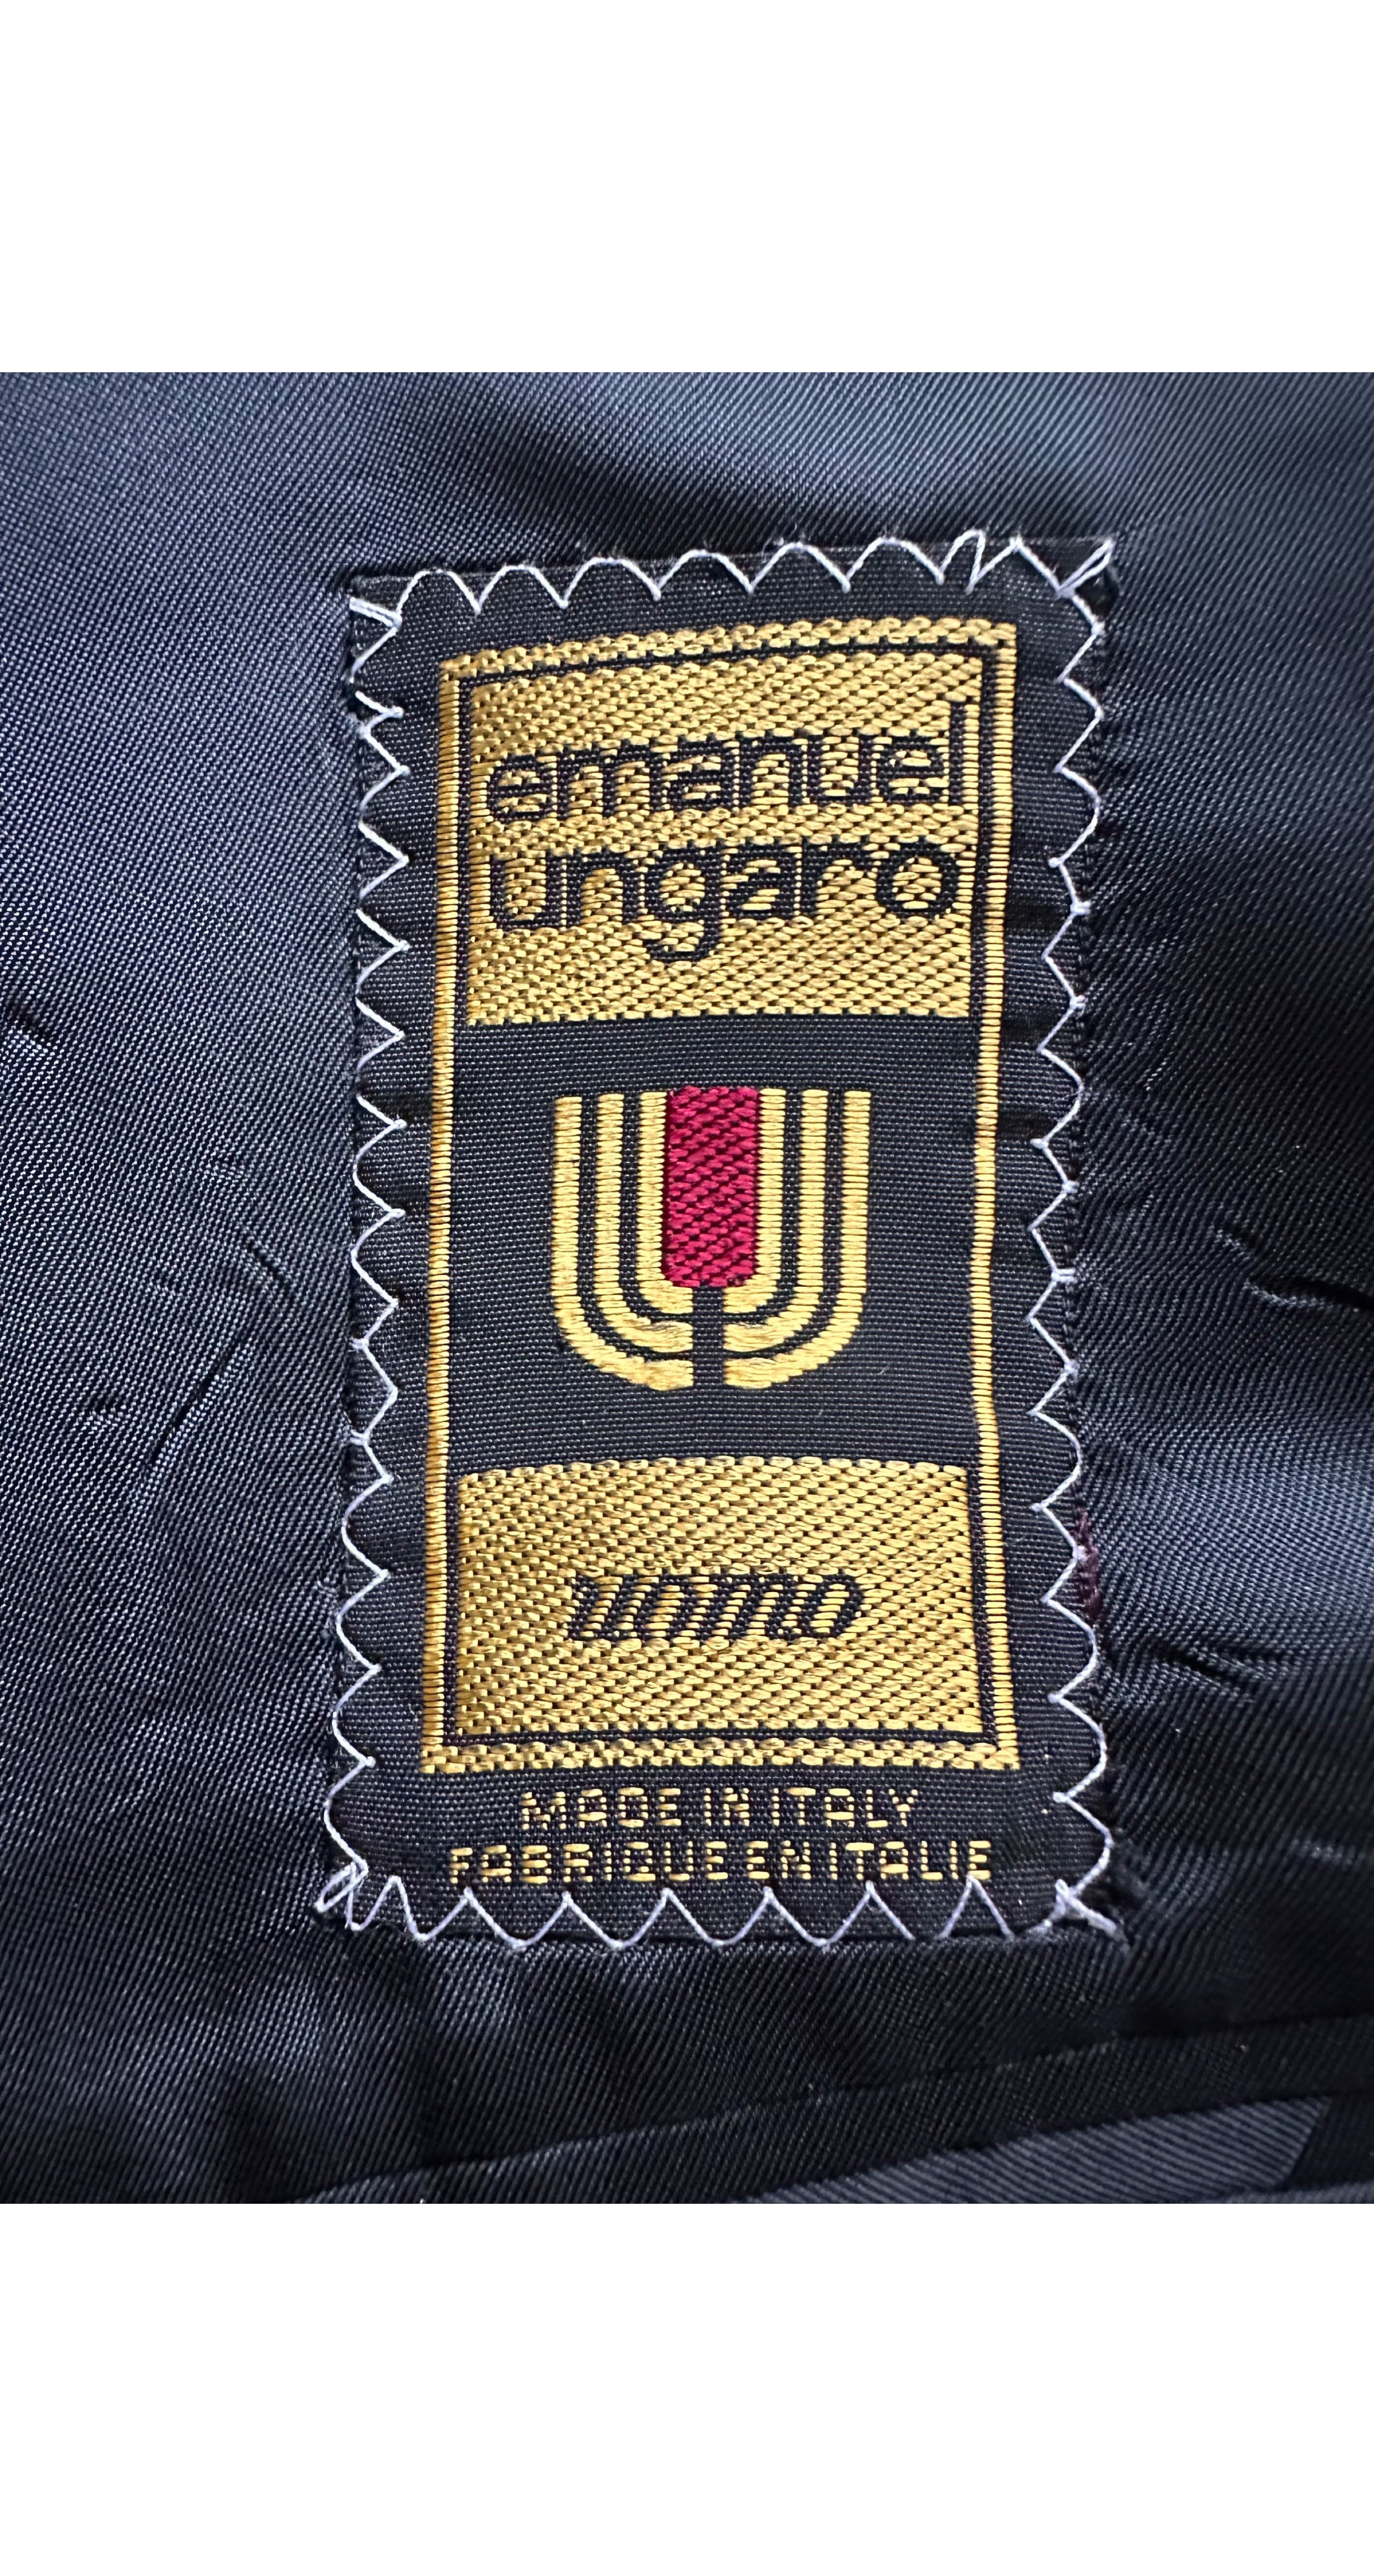 emanuel
ungaro
U
uomo
MADE IN ITALY
FABRIQUE EN ITALIE